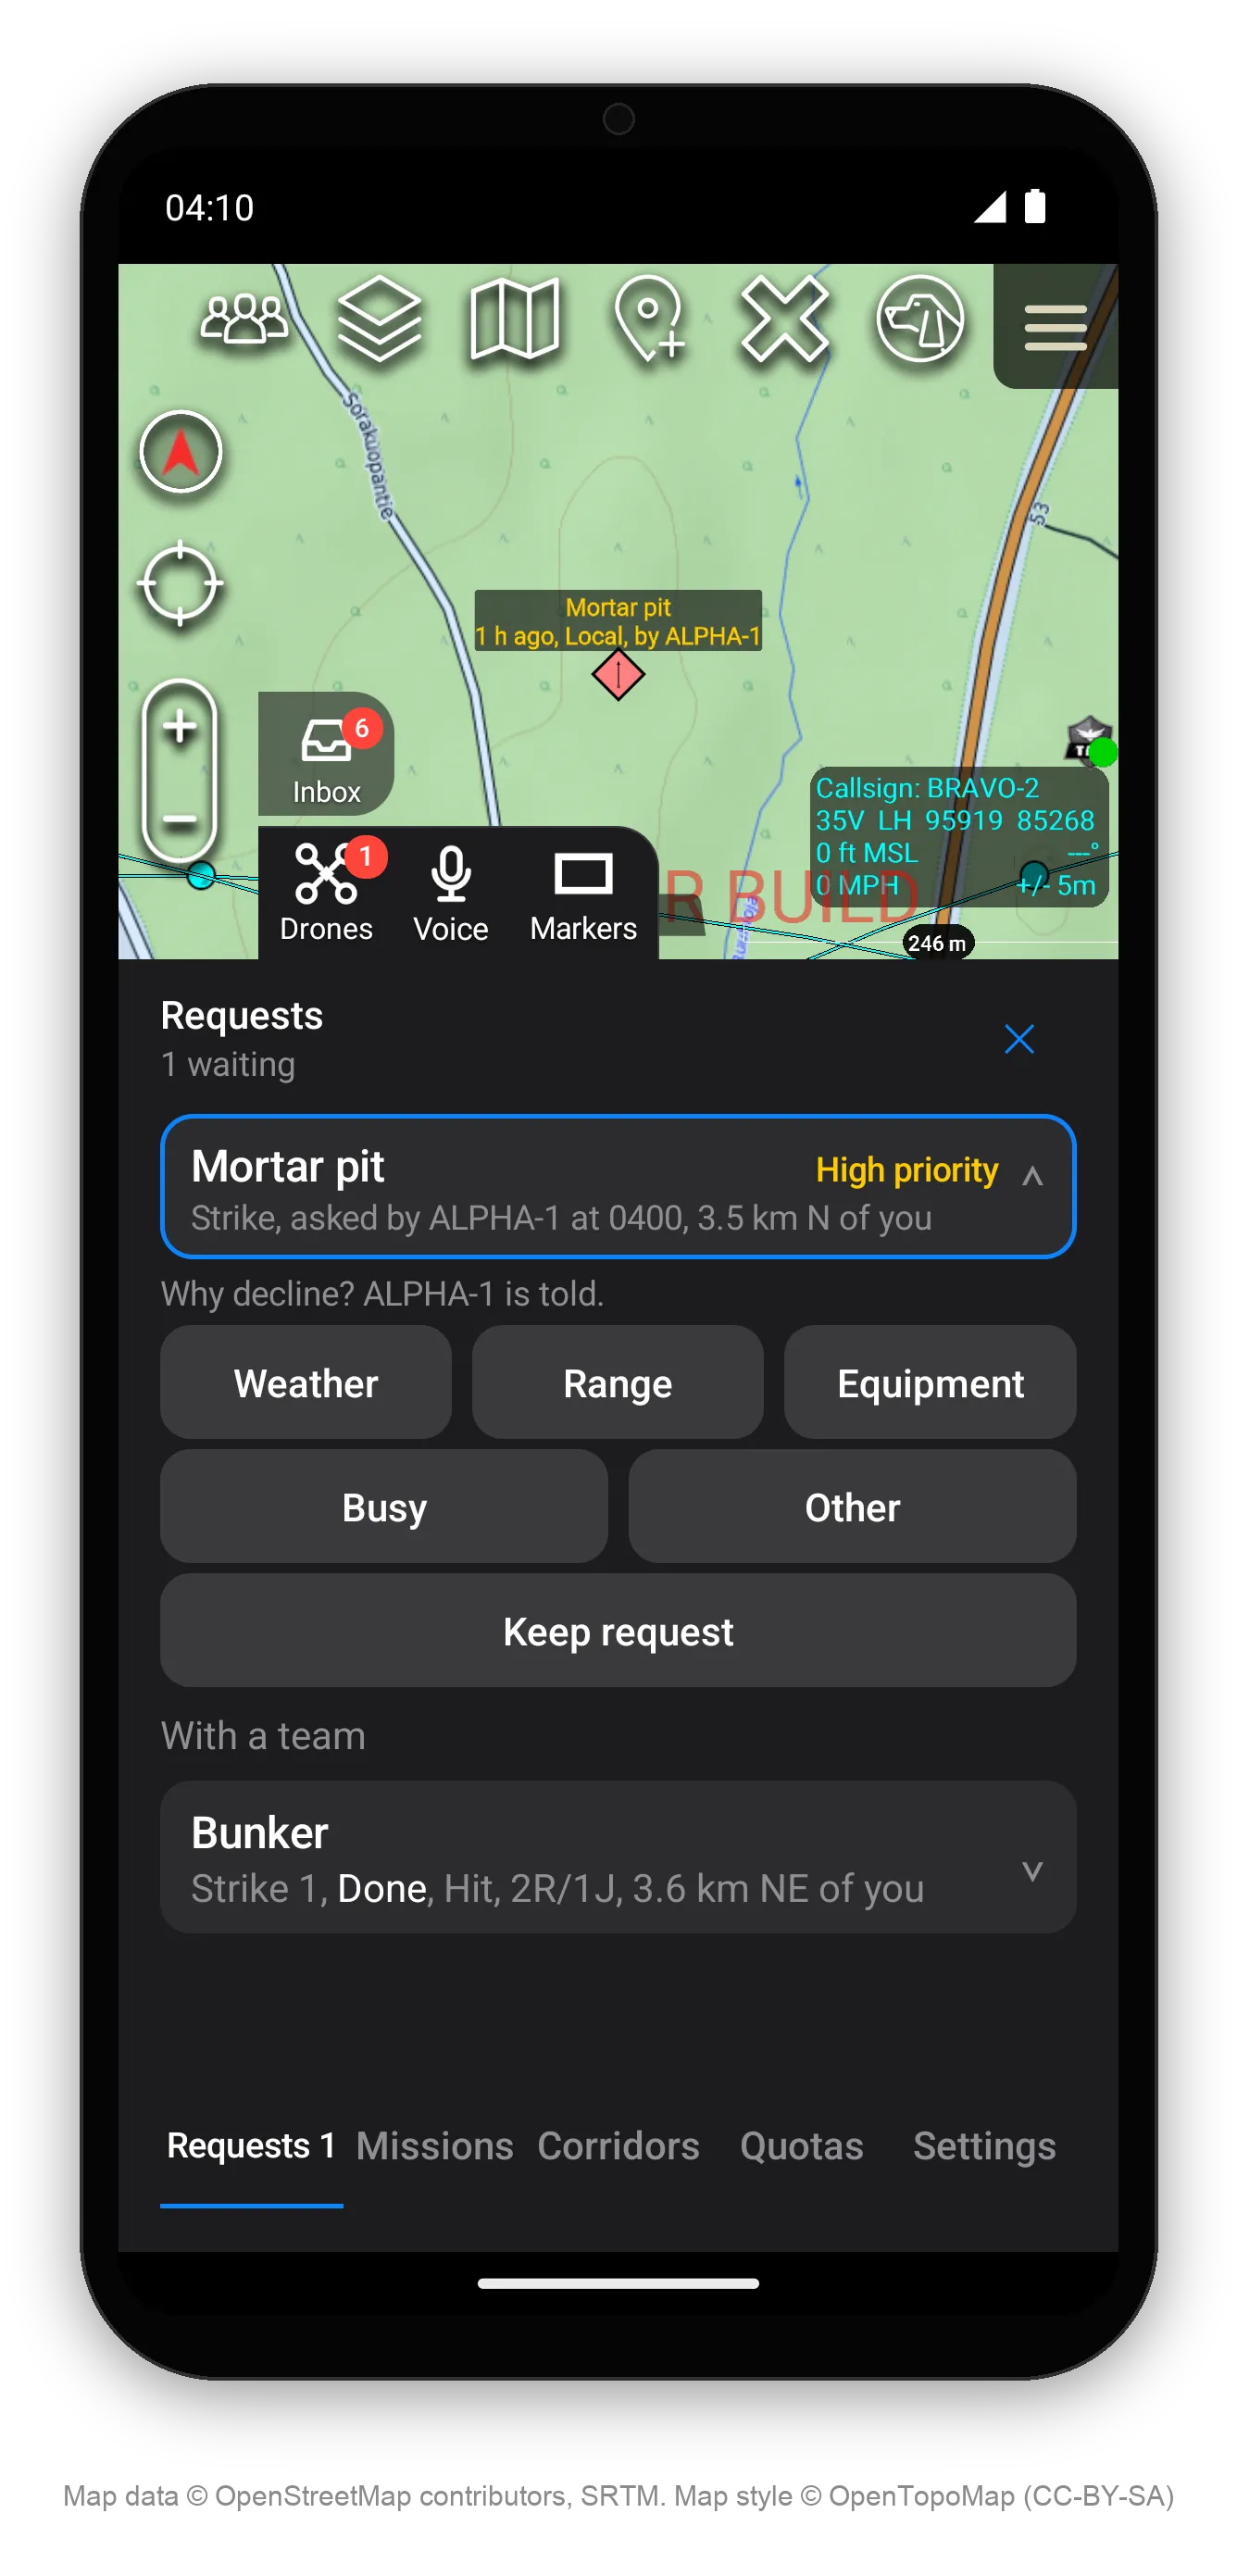 04:10
Sorakuopantie
53
Mortar pit
1 h ago, Local, by ALPHA-1
6
Inbox
1
Drones
Voice
Markers
R BUILD
Callsign: BRAVO-2
35V LH 95919 85268
0 ft MSL
---°
0 MPH
+/- 5m
246 m
Requests
1 waiting
Mortar pit
High priority
Strike, asked by ALPHA-1 at 0400, 3.5 km N of you
Why decline? ALPHA-1 is told.
Weather
Range
Equipment
Busy
Other
Keep request
With a team
Bunker
Strike 1, Done, Hit, 2R/1J, 3.6 km NE of you
Requests 1
Missions
Corridors
Quotas
Settings
Map data © OpenStreetMap contributors, SRTM. Map style © OpenTopoMap (CC-BY-SA)